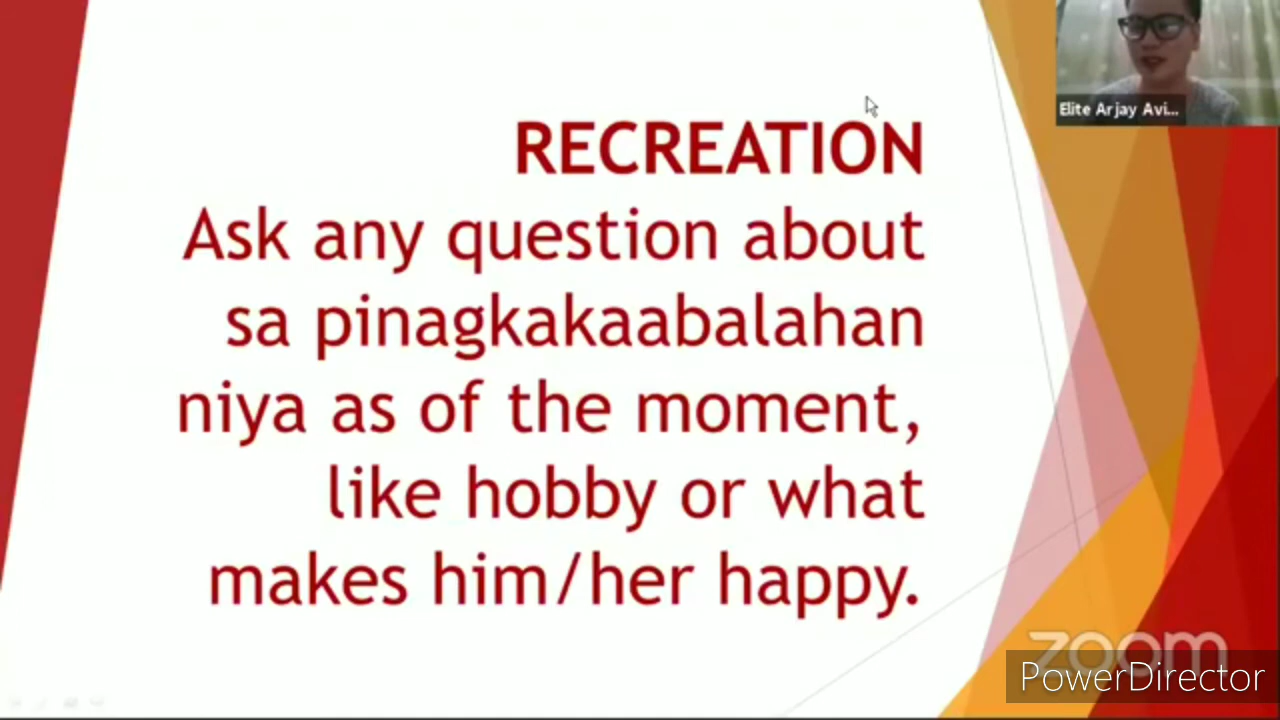 Elite Arjay Avi...
RECREATION
Ask any question about
sa pinagkakaabalahan
niya as of the moment,
like hobby or what
makes him/her happy.
zoom
PowerDirector